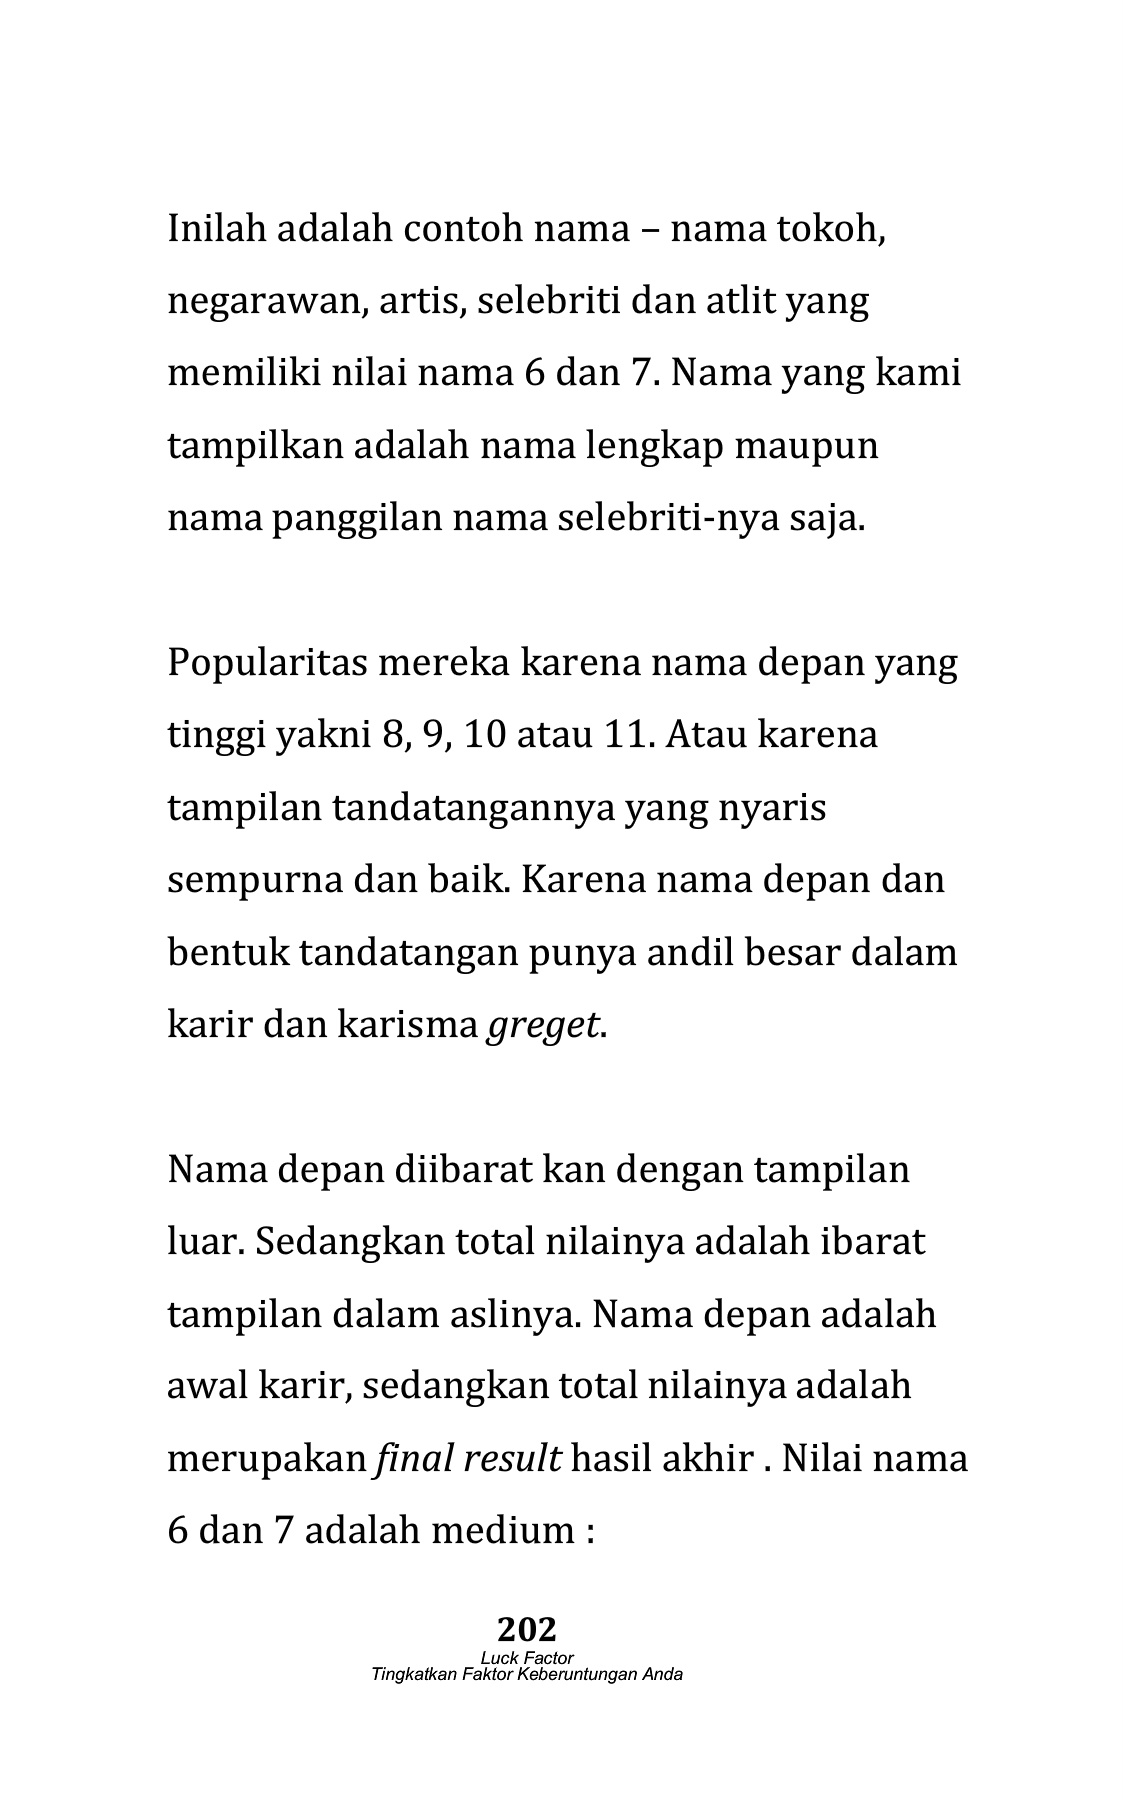 Inilah adalah contoh nama – nama tokoh,
negarawan, artis, selebriti dan atlit yang
memiliki nilai nama 6 dan 7. Nama yang kami
tampilkan adalah nama lengkap maupun
nama panggilan nama selebriti-nya saja.
Popularitas mereka karena nama depan yang
tinggi yakni 8, 9, 10 atau 11. Atau karena
tampilan tandatangannya yang nyaris
sempurna dan baik. Karena nama depan dan
bentuk tandatangan punya andil besar dalam
karir dan karisma greget.
Nama depan diibarat kan dengan tampilan
luar. Sedangkan total nilainya adalah ibarat
tampilan dalam aslinya. Nama depan adalah
awal karir, sedangkan total nilainya adalah
merupakan final result hasil akhir . Nilai nama
6 dan 7 adalah medium :
202
Luck Factor
Tingkatkan Faktor Keberuntungan Anda